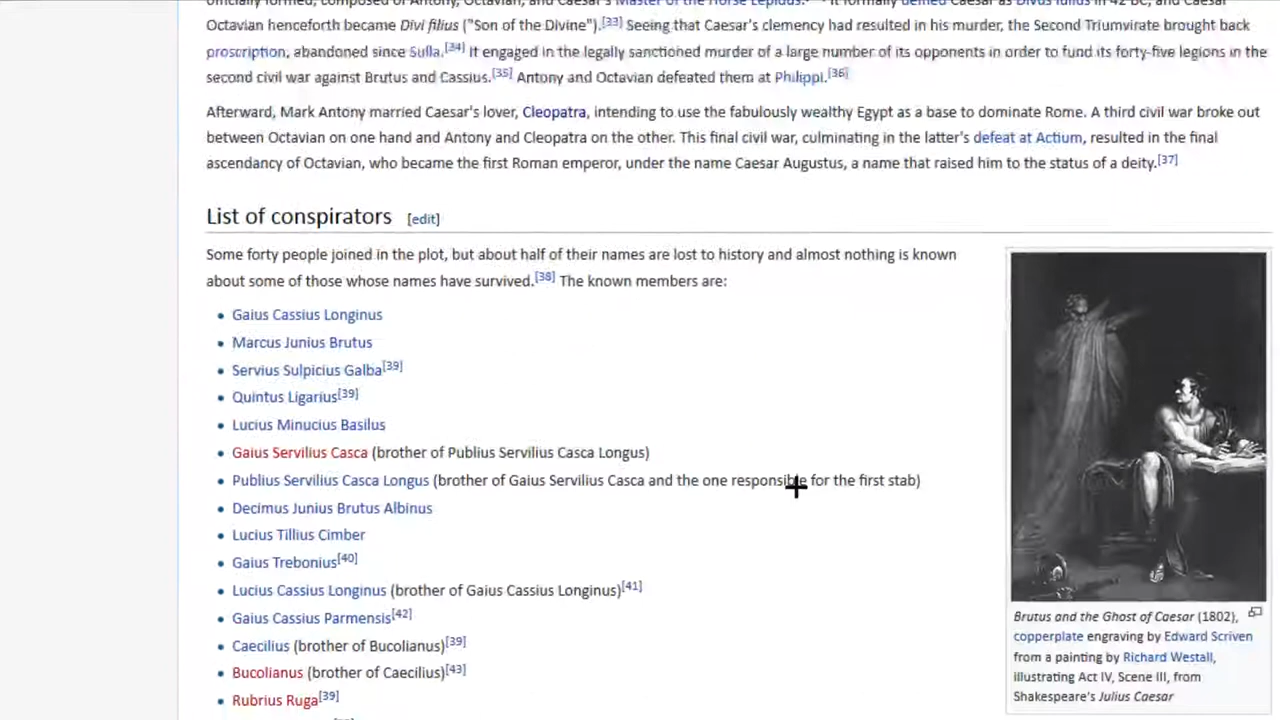 Octavian henceforth became Divi filius ("Son of the Divine").[33] Seeing that Caesar's clemency had resulted in his murder, the Second Triumvirate brought back
proscription, abandoned since Sulla.[34] It engaged in the legally sanctioned murder of a large number of its opponents in order to fund its forty-five legions in the
second civil war against Brutus and Cassius.[35] Antony and Octavian defeated them at Philippi.[36]
Afterward, Mark Antony married Caesar's lover, Cleopatra, intending to use the fabulously wealthy Egypt as a base to dominate Rome. A third civil war broke out
between Octavian on one hand and Antony and Cleopatra on the other. This final civil war, culminating in the latter's defeat at Actium, resulted in the final
ascendancy of Octavian, who became the first Roman emperor, under the name Caesar Augustus, a name that raised him to the status of a deity.[37]
List of conspirators [edit]
Some forty people joined in the plot, but about half of their names are lost to history and almost nothing is known
about some of those whose names have survived.[38] The known members are:
Gaius Cassius Longinus
Marcus Junius Brutus
Servius Sulpicius Galba[39]
Quintus Ligarius[39]
Lucius Minucius Basilus
Gaius Servilius Casca (brother of Publius Servilius Casca Longus)
Publius Servilius Casca Longus (brother of Gaius Servilius Casca and the one responsible for the first stab)
Decimus Junius Brutus Albinus
Lucius Tillius Cimber
Gaius Trebonius[40]
Lucius Cassius Longinus (brother of Gaius Cassius Longinus)[41]
Gaius Cassius Parmensis[42]
Caecilius (brother of Bucolianus)[39]
Bucolianus (brother of Caecilius)[43]
Rubrius Ruga[39]
Brutus and the Ghost of Caesar (1802),
copperplate engraving by Edward Scriven
from a painting by Richard Westall,
illustrating Act IV, Scene III, from
Shakespeare's Julius Caesar